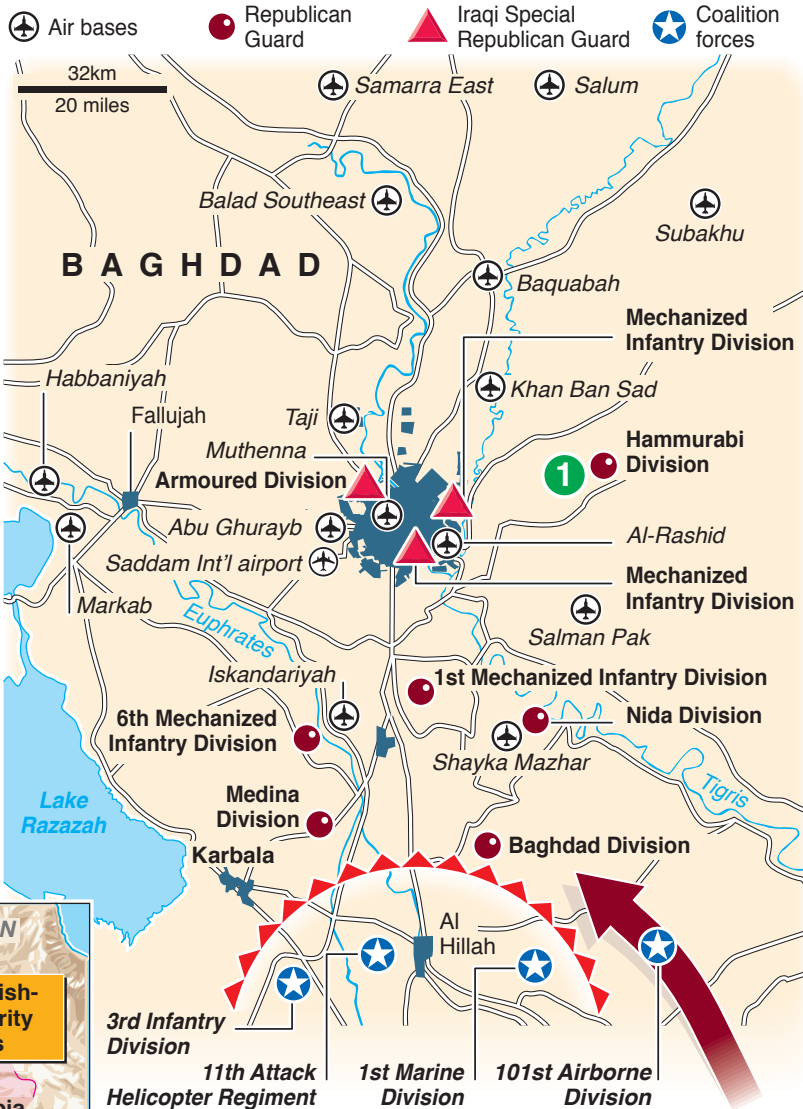 Air bases
Republican
Guard
Iraqi Special
Republican Guard
Coalition
forces
32km
20 miles
Samarra East
Salum
Balad Southeast
Subakhu
BAGHDAD
Baquabah
Mechanized
Infantry Division
Habbaniyah
Khan Ban Sad
Fallujah
Taji
Muthenna
Hammurabi
Division
1
Armoured Division
Abu Ghurayb
Al-Rashid
Saddam Int'l airport
Mechanized
Infantry Division
Markab
Euphrates
Salman Pak
Iskandariyah
1st Mechanized Infantry Division
6th Mechanized
Infantry Division
Nida Division
Shayka Mazhar
Tigris
Lake
Razazah
Medina
Division
Baghdad Division
Karbala
Al
Hillah
N
ish-
rity
s
bia
3rd Infantry
Division
11th Attack
Helicopter Regiment
1st Marine
Division
101st Airborne
Division